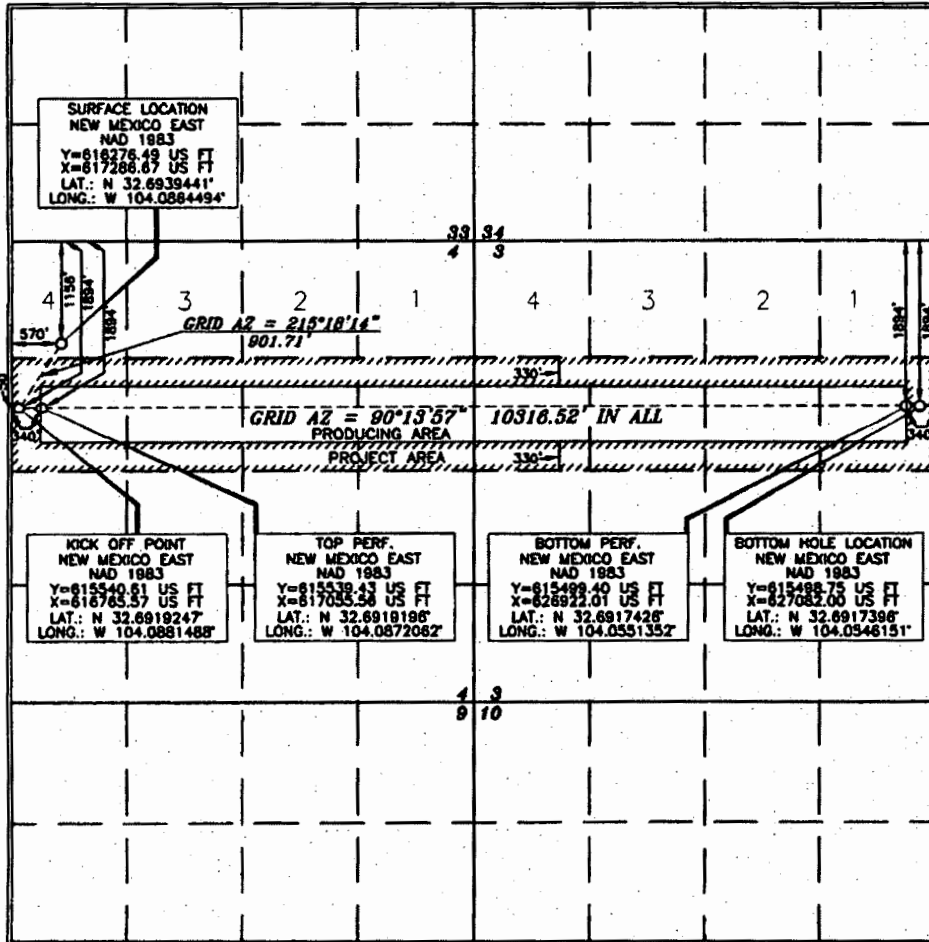 SURFACE LOCATION
NEW MEXICO EAST
NAD 1983
Y=616276.49 US FT
X=617286.67 US FT
LAT.: N 32.6939441°
LONG.: W 104.0864494°
33 34
4 3
4 3 2 1 4 3 2 1
1156'
1894'
1894'
570'
1894'
1894'
GRID AZ = 215°18'14"
901.71'
330'
GRID AZ = 90°13'57" 10316.52' IN ALL
PRODUCING AREA
PROJECT AREA
330'
340'
340'
KICK OFF POINT
NEW MEXICO EAST
NAD 1983
Y=615540.61 US FT
X=616765.57 US FT
LAT.: N 32.6919247°
LONG.: W 104.0881488°
TOP PERF.
NEW MEXICO EAST
NAD 1983
Y=615539.43 US FT
X=617055.56 US FT
LAT.: N 32.6919196°
LONG.: W 104.0872062°
BOTTOM PERF.
NEW MEXICO EAST
NAD 1983
Y=615499.40 US FT
X=626922.01 US FT
LAT.: N 32.6917426°
LONG.: W 104.0551352°
BOTTOM HOLE LOCATION
NEW MEXICO EAST
NAD 1983
Y=615498.75 US FT
X=627082.00 US FT
LAT.: N 32.6917396°
LONG.: W 104.0546151°
4 3
9 10